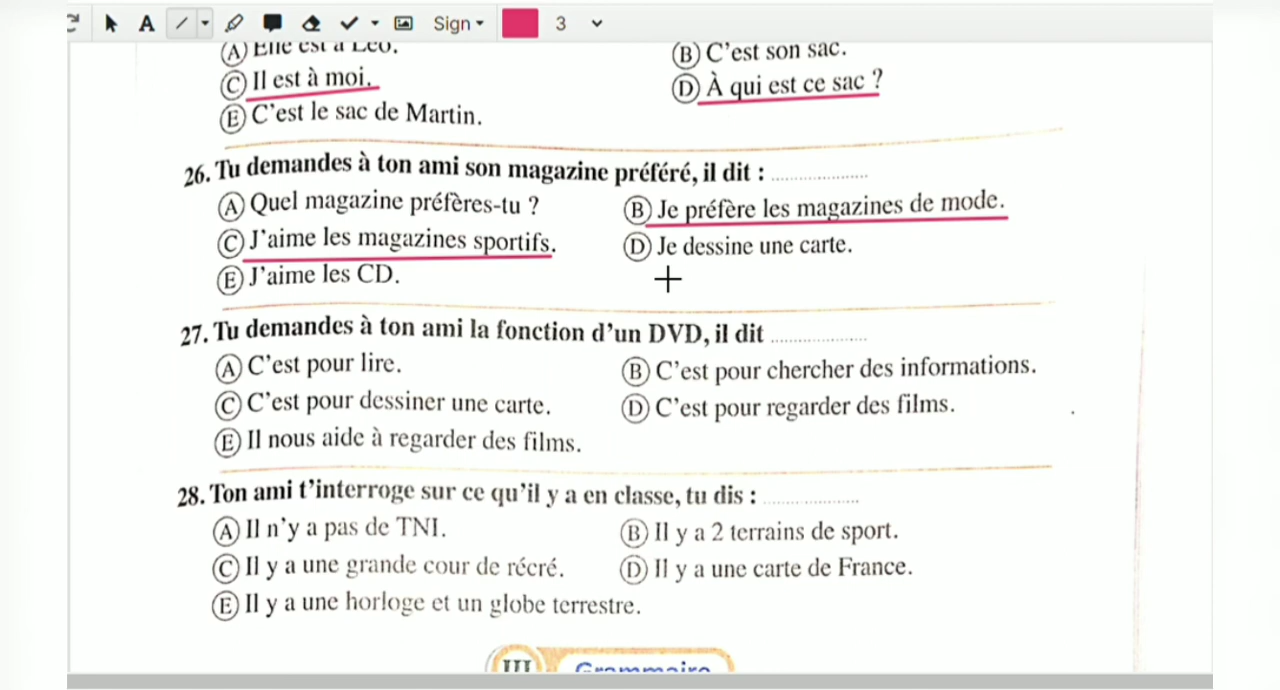 A Sign 3
Ⓐ Elle est à Léo. Ⓑ C'est son sac.
Ⓒ Il est à moi. Ⓓ À qui est ce sac ?
Ⓔ C'est le sac de Martin.
26. Tu demandes à ton ami son magazine préféré, il dit : ....................
Ⓐ Quel magazine préfères-tu ? Ⓑ Je préfère les magazines de mode.
Ⓒ J'aime les magazines sportifs. Ⓓ Je dessine une carte.
Ⓔ J'aime les CD.
27. Tu demandes à ton ami la fonction d'un DVD, il dit ....................
Ⓐ C'est pour lire. Ⓑ C'est pour chercher des informations.
Ⓒ C'est pour dessiner une carte. Ⓓ C'est pour regarder des films.
Ⓔ Il nous aide à regarder des films.
28. Ton ami t'interroge sur ce qu'il y a en classe, tu dis : ....................
Ⓐ Il n'y a pas de TNI. Ⓑ Il y a 2 terrains de sport.
Ⓒ Il y a une grande cour de récré. Ⓓ Il y a une carte de France.
Ⓔ Il y a une horloge et un globe terrestre.
III Grammaire